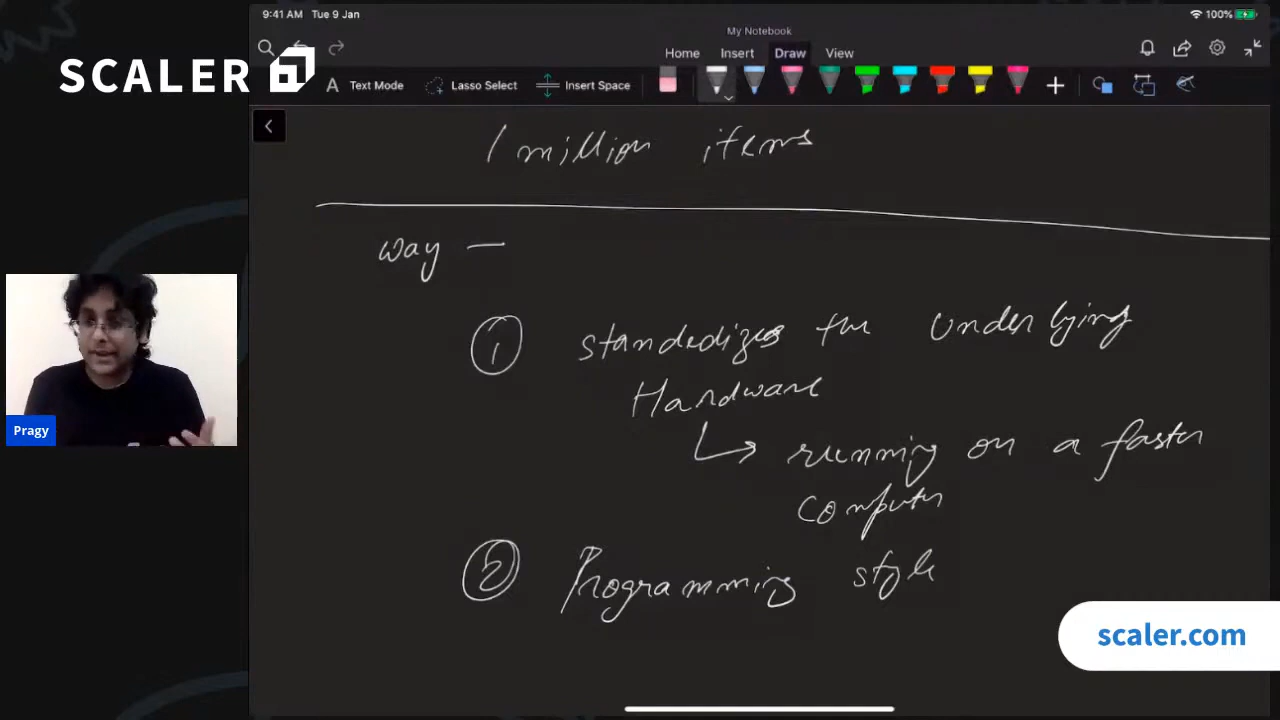 9:41 AM Tue 9 Jan
100%
My Notebook
SCALER
Home Insert Draw View
Text Mode Lasso Select Insert Space
1 million items
way —
1 standedizes the underlying
Hardware
↳ running on a faster
computer
2 Programming style
Pragy
scaler.com